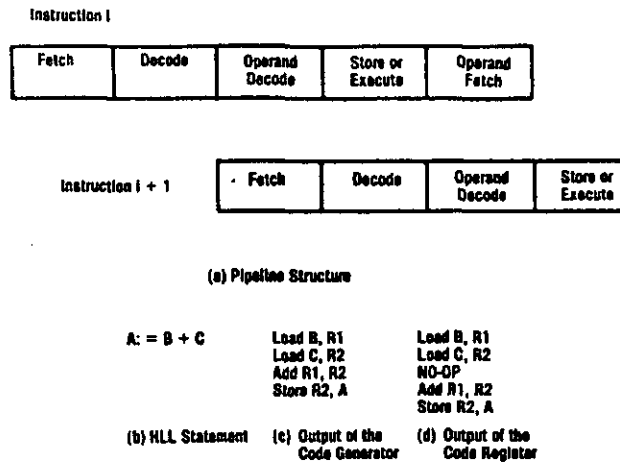 Instruction i
Fetch
Decode
Operand
Decode
Store or
Execute
Operand
Fetch
Instruction i + 1
Fetch
Decode
Operand
Decode
Store or
Execute
(a) Pipeline Structure
A: = B + C
Load B, R1
Load C, R2
Add R1, R2
Store R2, A
Load B, R1
Load C, R2
NO-OP
Add R1, R2
Store R2, A
(b) HLL Statement
(c) Output of the
Code Generator
(d) Output of the
Code Register